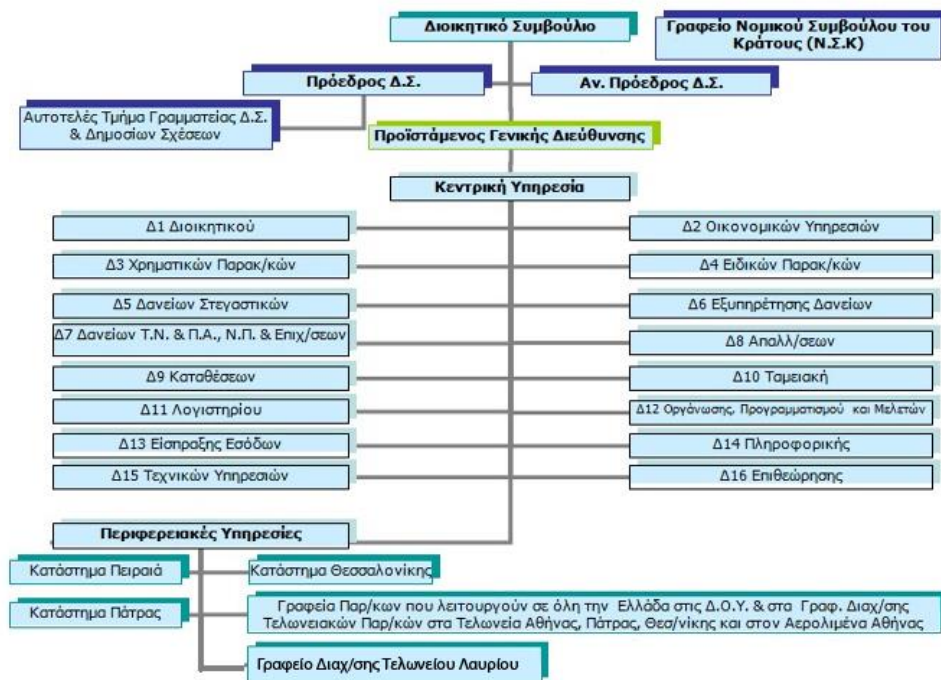 Διοικητικό Συμβούλιο
Γραφείο Νομικού Συμβούλου του
Κράτους (Ν.Σ.Κ)
Πρόεδρος Δ.Σ.
Αν. Πρόεδρος Δ.Σ.
Αυτοτελές Τμήμα Γραμματείας Δ.Σ.
& Δημοσίων Σχέσεων
Προϊστάμενος Γενικής Διεύθυνσης
Κεντρική Υπηρεσία
Δ1 Διοικητικού
Δ2 Οικονομικών Υπηρεσιών
Δ3 Χρηματικών Παρακ/κών
Δ4 Ειδικών Παρακ/κών
Δ5 Δανείων Στεγαστικών
Δ6 Εξυπηρέτησης Δανείων
Δ7 Δανείων Τ.Ν. & Π.Α., Ν.Π. & Επιχ/σεων
Δ8 Απαλλ/σεων
Δ9 Καταθέσεων
Δ10 Ταμειακή
Δ11 Λογιστηρίου
Δ12 Οργάνωσης, Προγραμματισμού και Μελετών
Δ13 Είσπραξης Εσόδων
Δ14 Πληροφορικής
Δ15 Τεχνικών Υπηρεσιών
Δ16 Επιθεώρησης
Περιφερειακές Υπηρεσίες
Κατάστημα Πειραιά
Κατάστημα Θεσσαλονίκης
Κατάστημα Πάτρας
Γραφεία Παρ/κων που λειτουργούν σε όλη την Ελλάδα στις Δ.Ο.Υ. & στα Γραφ. Διαχ/σης
Τελωνειακών Παρ/κών στα Τελωνεία Αθήνας, Πάτρας, Θεσ/νίκης και στον Αερολιμένα Αθήνας
Γραφείο Διαχ/σης Τελωνείου Λαυρίου